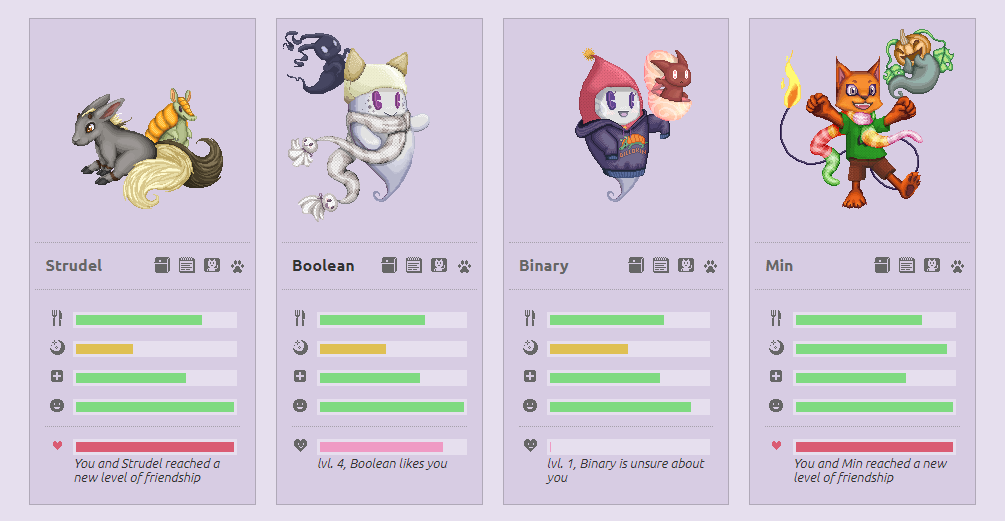 Strudel
Boolean
Binary
Min
You and Strudel reached a
new level of friendship
lvl. 4, Boolean likes you
lvl. 1, Binary is unsure about
you
You and Min reached a new
level of friendship